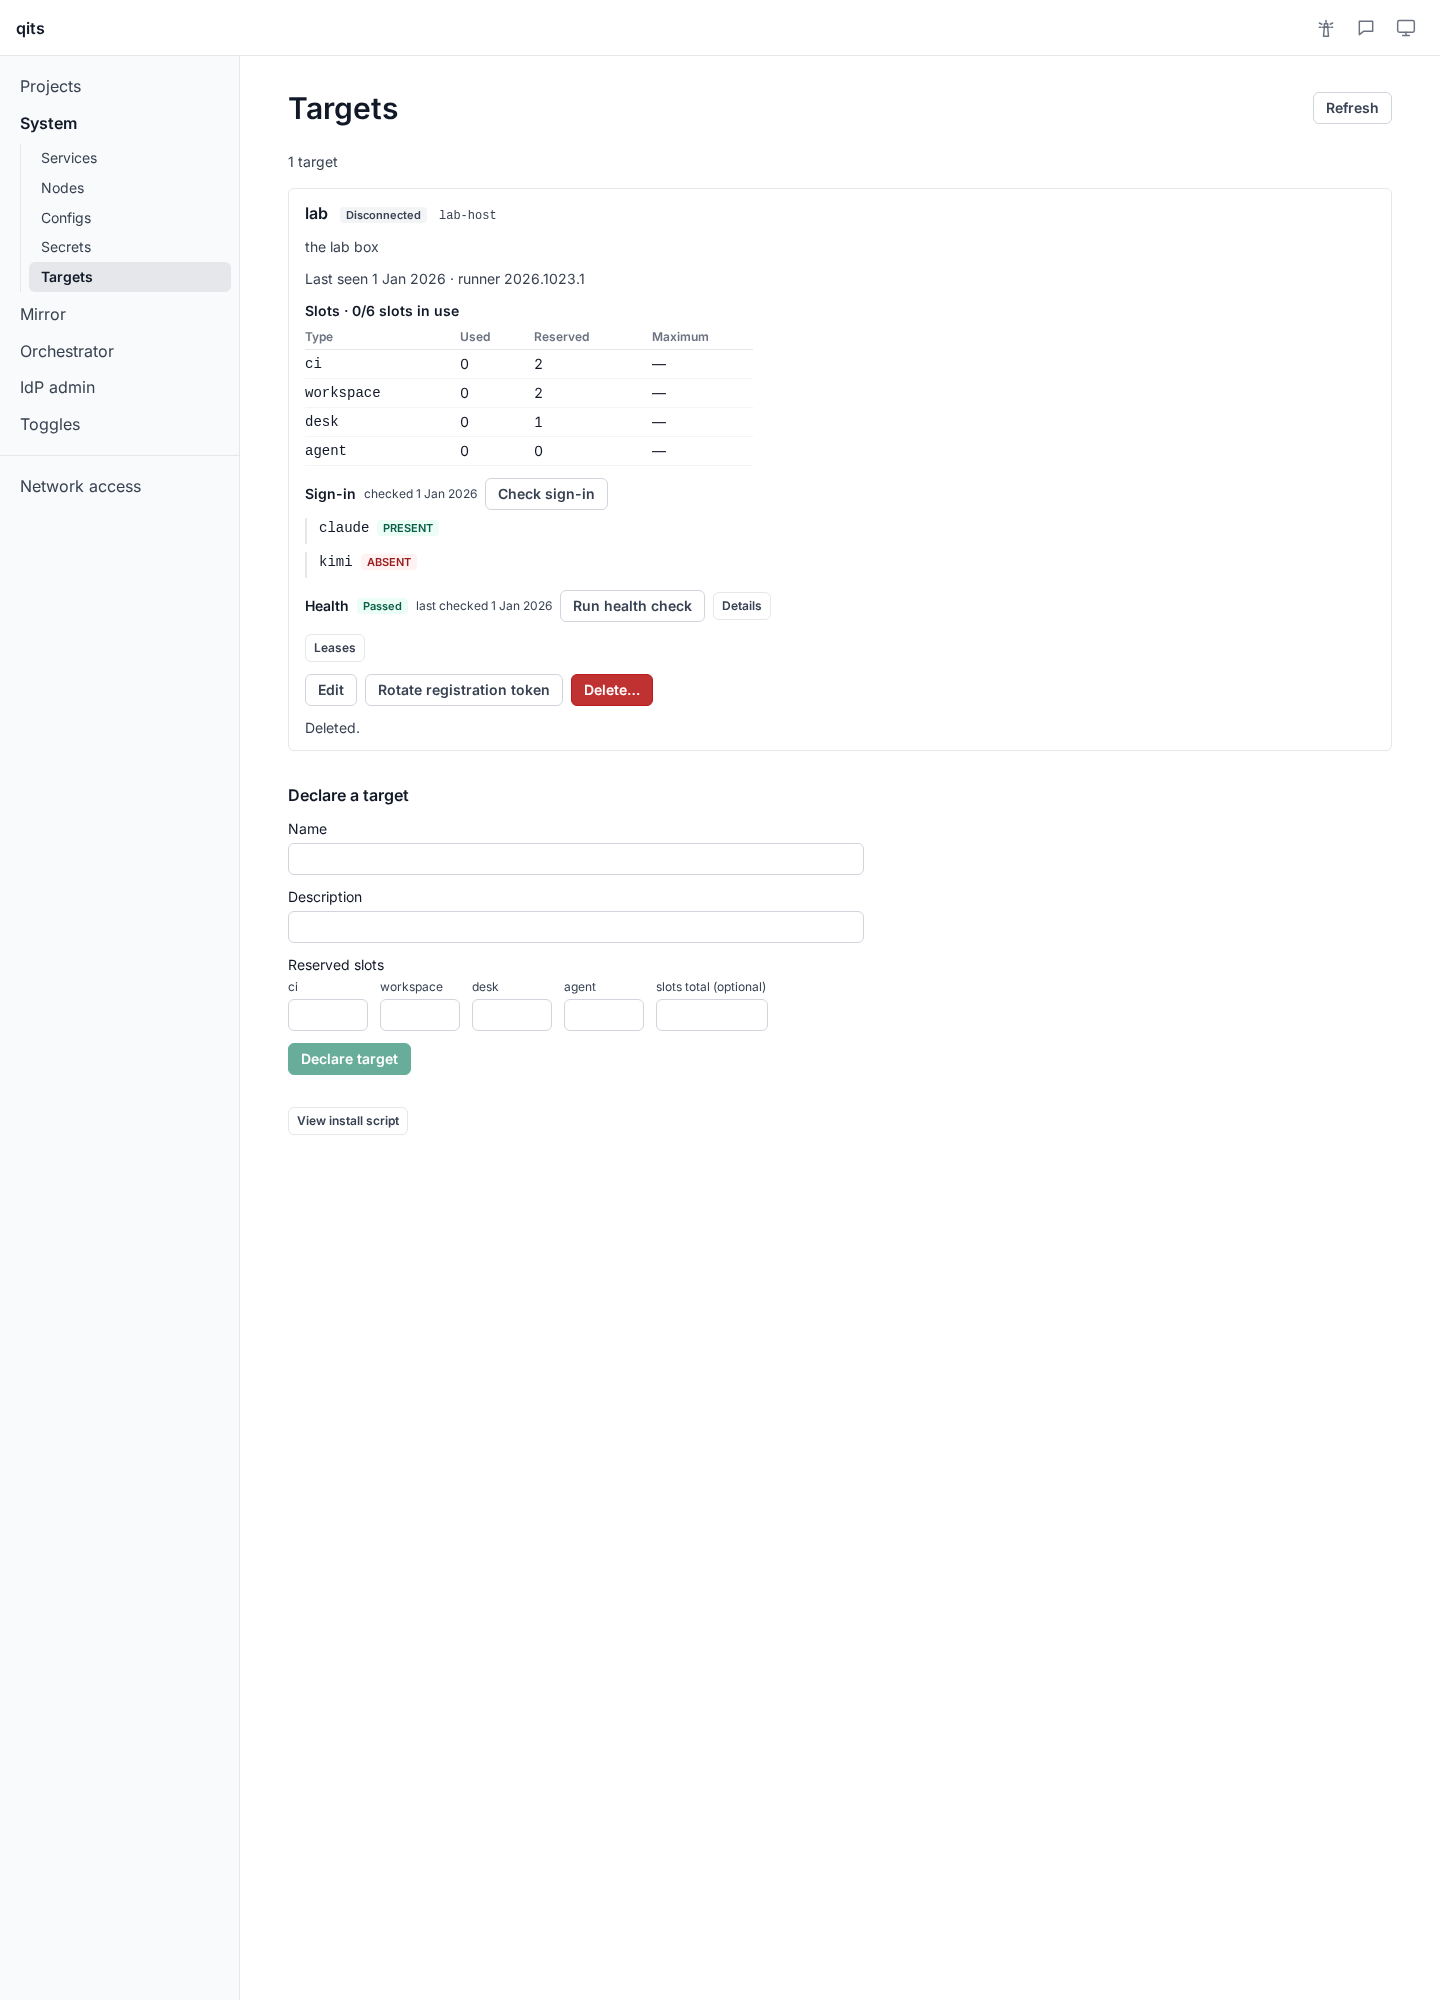 qits
Projects
System
Services
Nodes
Configs
Secrets
Targets
Mirror
Orchestrator
IdP admin
Toggles
Network access
Targets
Refresh
1 target
lab Disconnected lab-host
the lab box
Last seen 1 Jan 2026 · runner 2026.1023.1
Slots · 0/6 slots in use
Type Used Reserved Maximum
ci 0 2 —
workspace 0 2 —
desk 0 1 —
agent 0 0 —
Sign-in checked 1 Jan 2026 Check sign-in
claude PRESENT
kimi ABSENT
Health Passed last checked 1 Jan 2026 Run health check Details
Leases
Edit Rotate registration token Delete...
Deleted.
Declare a target
Name
Description
Reserved slots
ci workspace desk agent slots total (optional)
Declare target
View install script